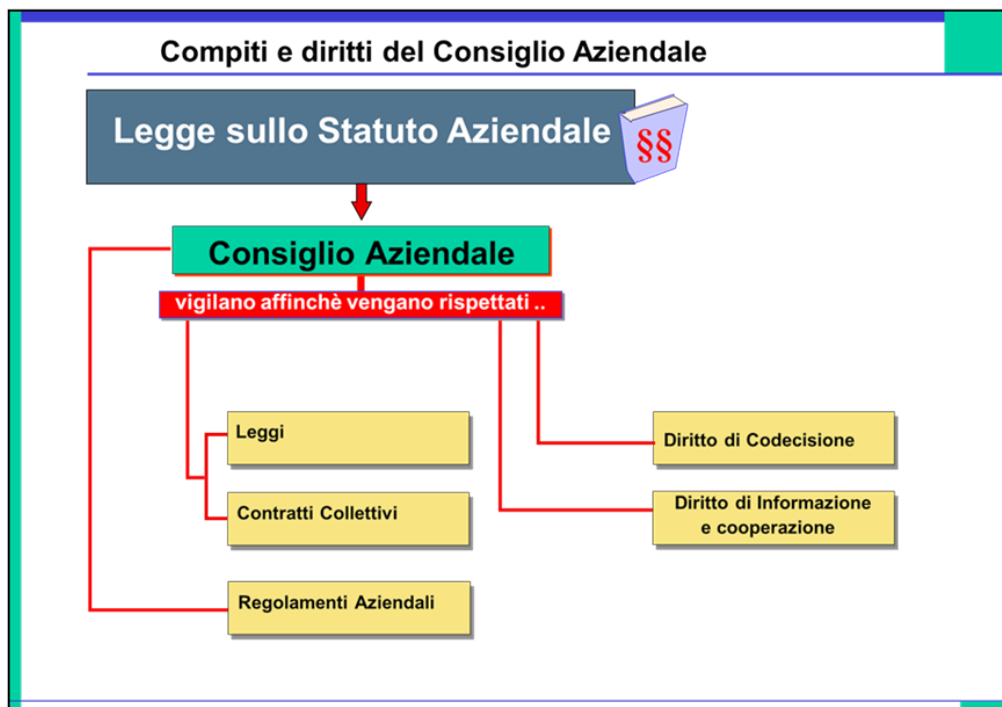 Compiti e diritti del Consiglio Aziendale
Legge sullo Statuto Aziendale
§§
Consiglio Aziendale
vigilano affinchè vengano rispettati ..
Leggi
Contratti Collettivi
Regolamenti Aziendali
Diritto di Codecisione
Diritto di Informazione
e cooperazione